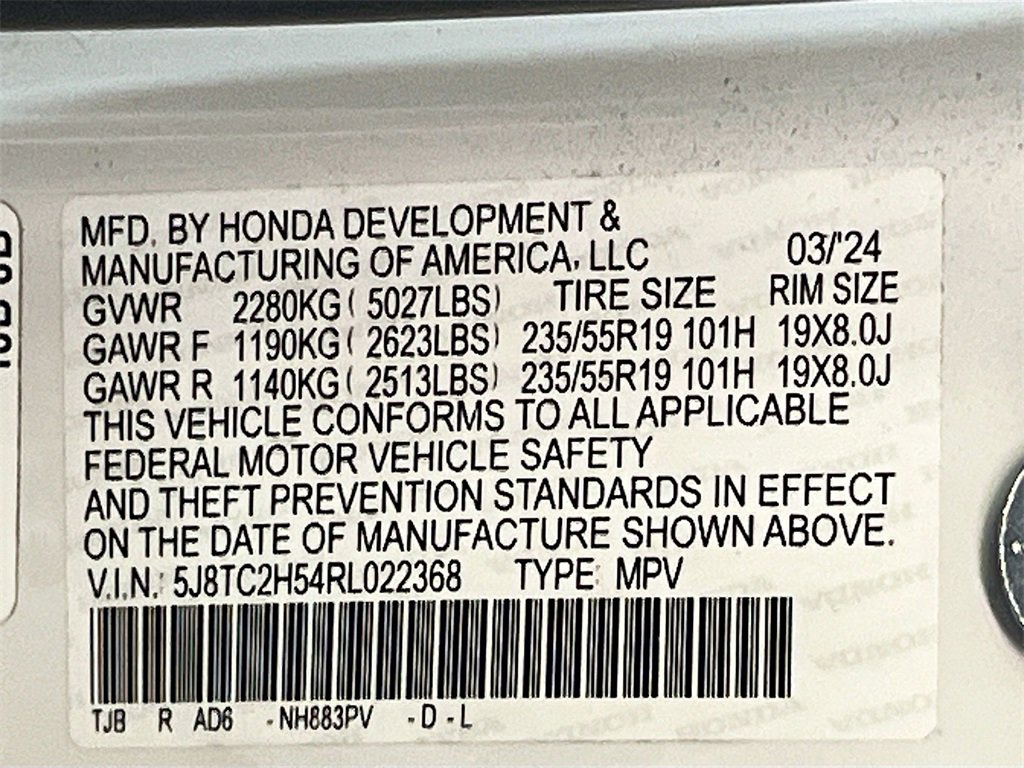 MFD. BY HONDA DEVELOPMENT &
MANUFACTURING OF AMERICA, LLC 03/'24
GVWR 2280KG ( 5027LBS) TIRE SIZE RIM SIZE
GAWR F 1190KG ( 2623LBS) 235/55R19 101H 19X8.0J
GAWR R 1140KG ( 2513LBS) 235/55R19 101H 19X8.0J
THIS VEHICLE CONFORMS TO ALL APPLICABLE
FEDERAL MOTOR VEHICLE SAFETY
AND THEFT PREVENTION STANDARDS IN EFFECT
ON THE DATE OF MANUFACTURE SHOWN ABOVE.
V.I.N.: 5J8TC2H54RL022368 TYPE: MPV
TJB R AD6 -NH883PV -D-L